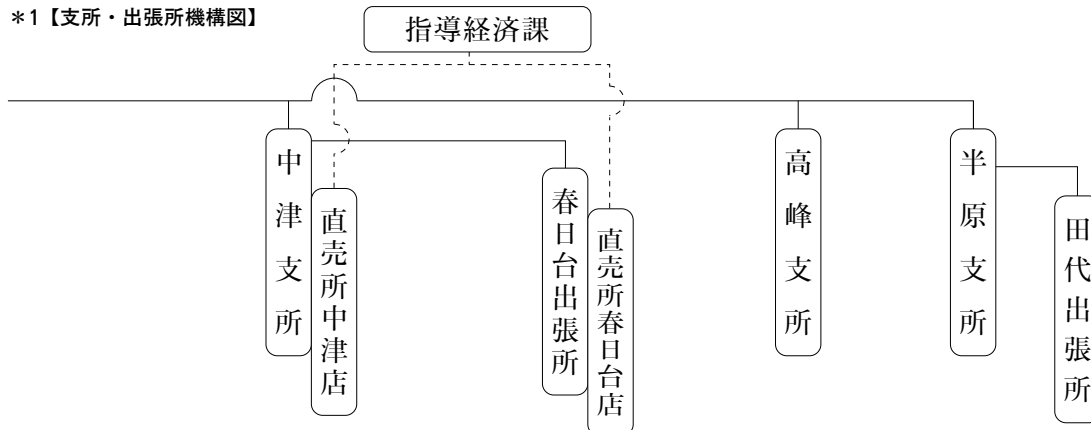 ＊1【支所・出張所機構図】
指導経済課
中津支所
直売所中津店
春日台出張所
直売所春日台店
高峰支所
半原支所
田代出張所